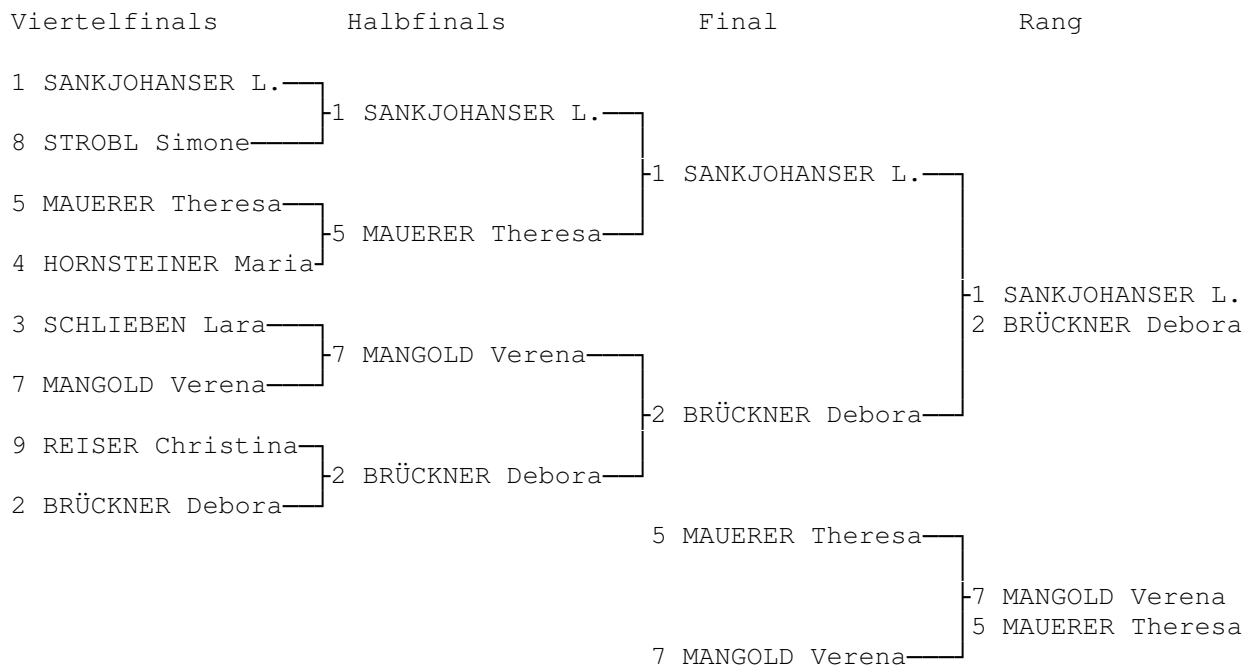 Viertelfinals Halbfinals Final Rang
1 SANKJOHANSER L.
1 SANKJOHANSER L.
8 STROBL Simone
1 SANKJOHANSER L.
5 MAUERER Theresa
5 MAUERER Theresa
4 HORNSTEINER Maria
1 SANKJOHANSER L.
3 SCHLIEBEN Lara 2 BRÜCKNER Debora
7 MANGOLD Verena
7 MANGOLD Verena
2 BRÜCKNER Debora
9 REISER Christina
2 BRÜCKNER Debora
2 BRÜCKNER Debora
5 MAUERER Theresa
7 MANGOLD Verena
5 MAUERER Theresa
7 MANGOLD Verena